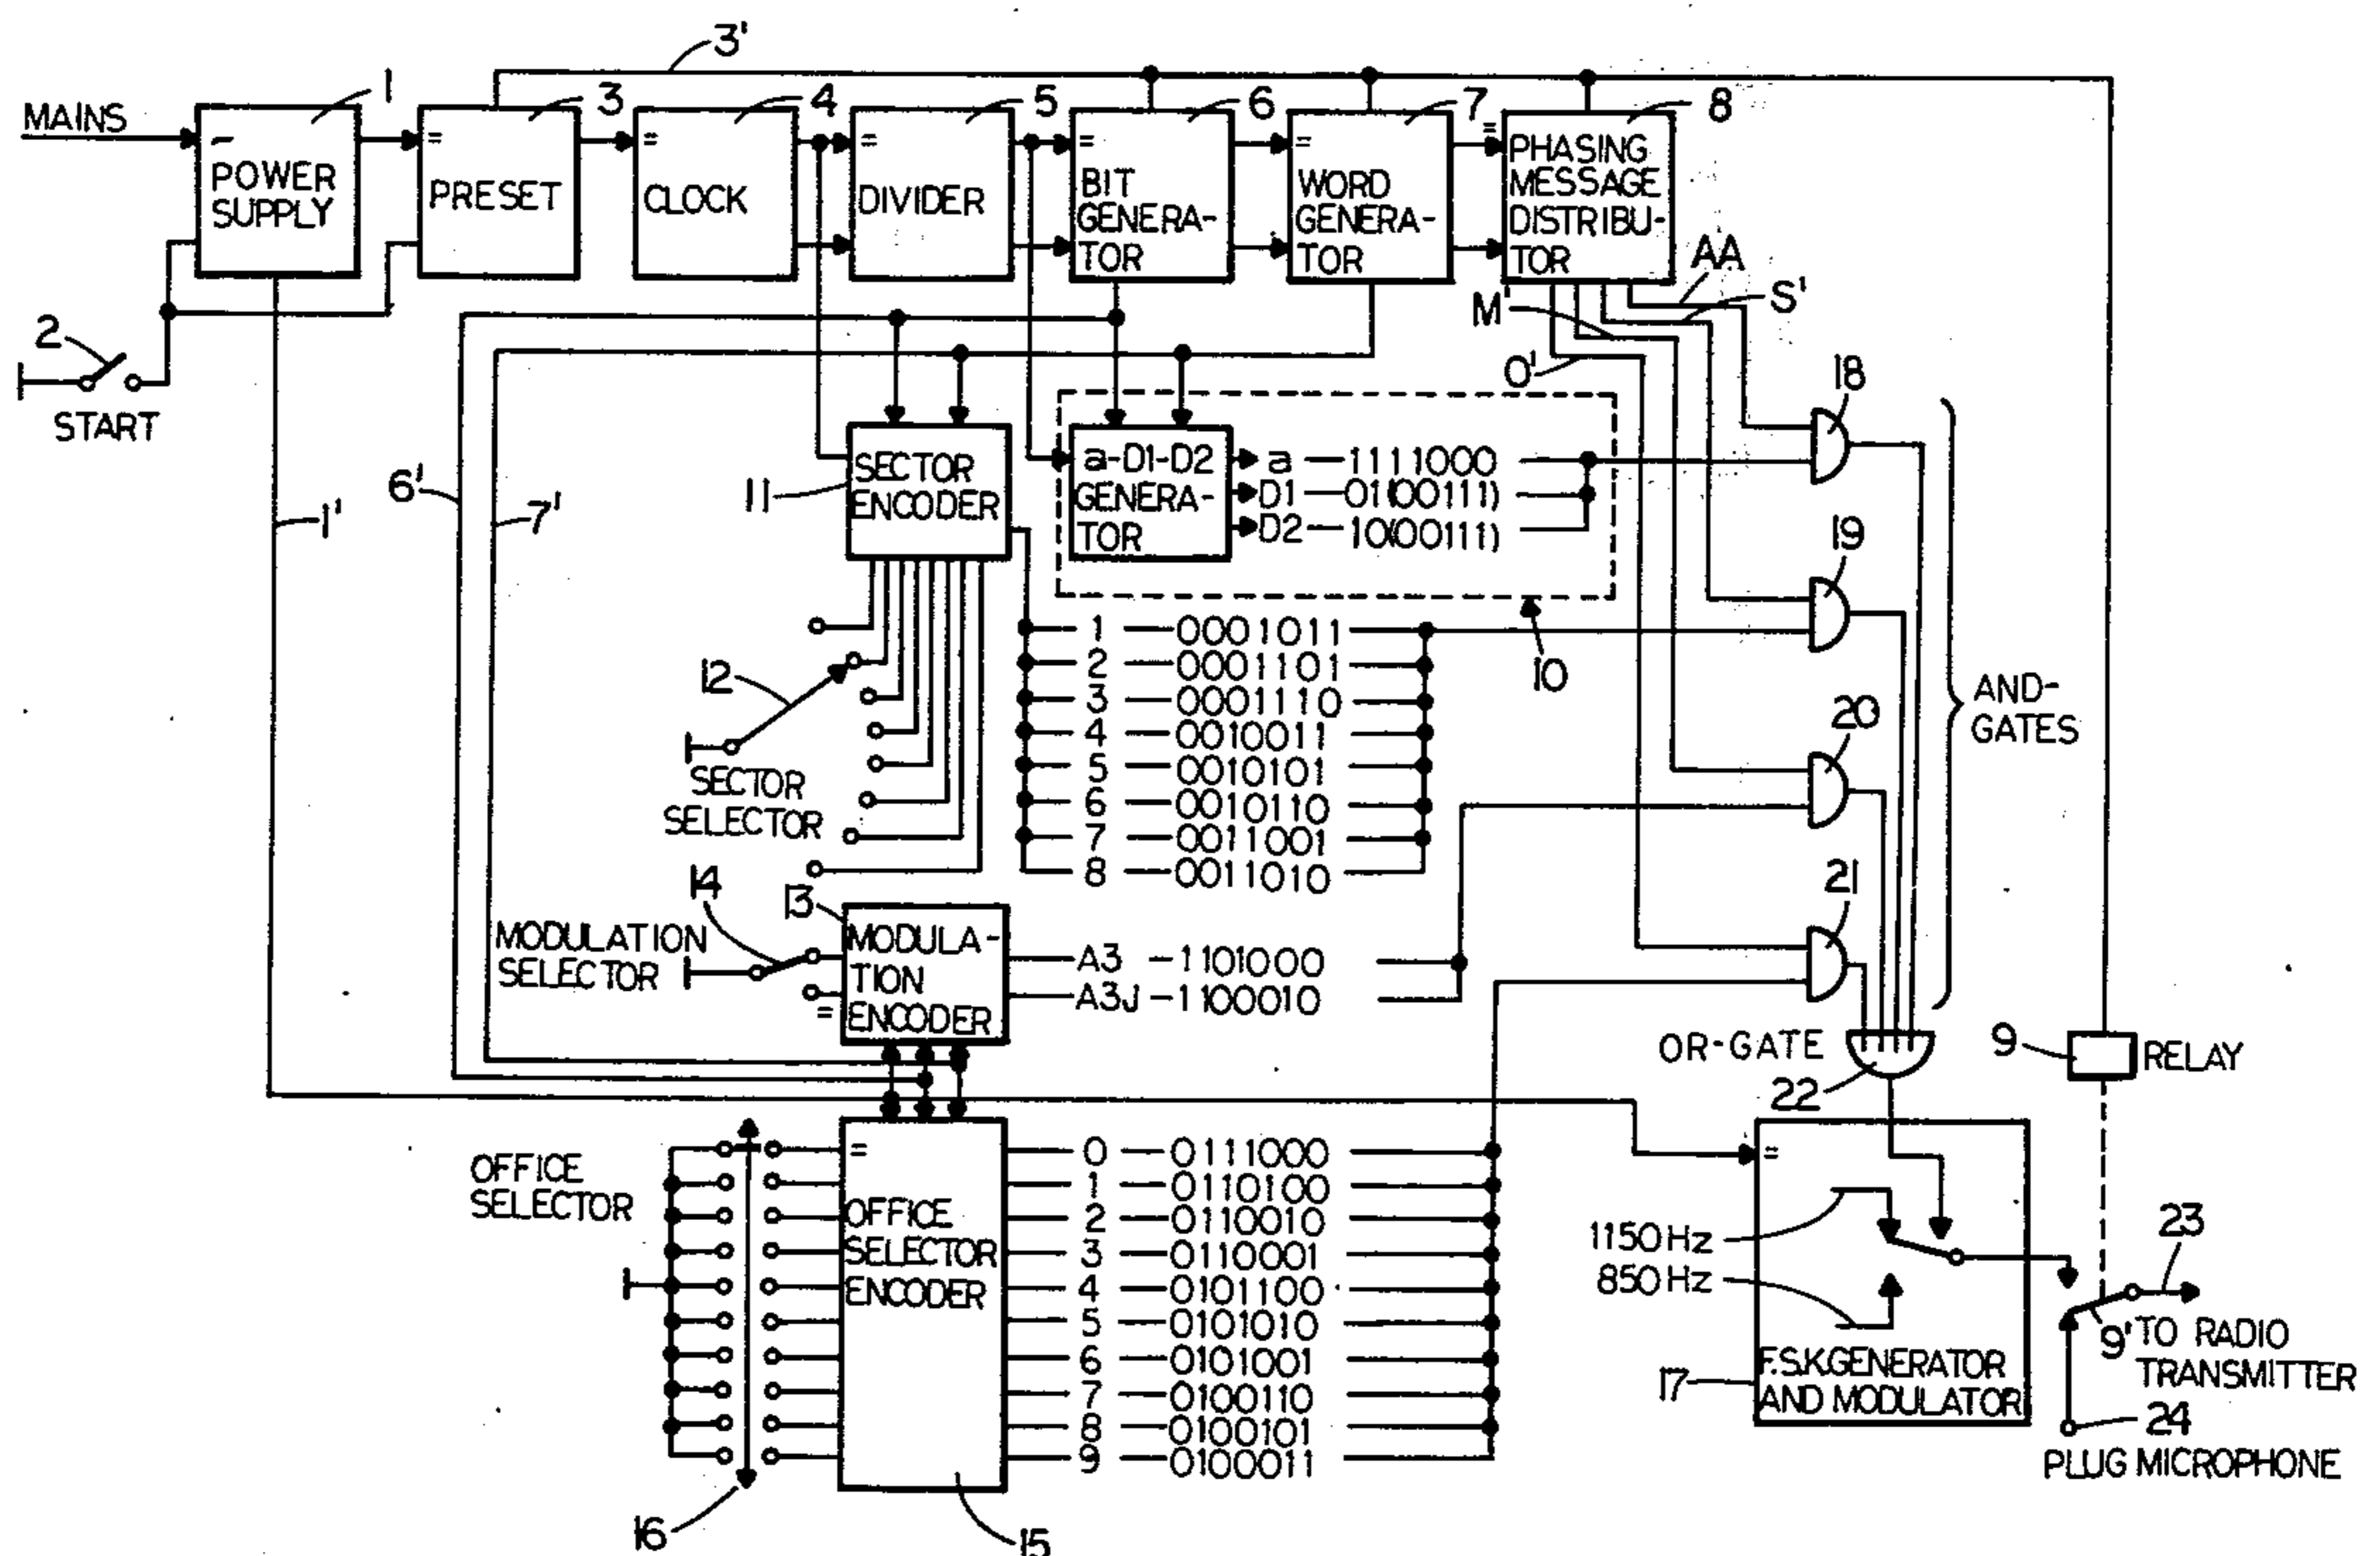 3'
MAINS
1
3
4
5
6
7
8
POWER
SUPPLY
PRESET
CLOCK
DIVIDER
BIT
GENERA-
TOR
WORD
GENERA-
TOR
PHASING
MESSAGE
DISTRIBU-
TOR
AA
S'
M'
O'
2
START
1'
6'
7'
11
SECTOR
ENCODER
a-D1-D2
GENERA-
TOR
a — 1111000
D1 — 01(00111)
D2 — 10(00111)
10
18
19
20
21
AND-
GATES
12
SECTOR
SELECTOR
1 — 0001011
2 — 0001101
3 — 0001110
4 — 0010011
5 — 0010101
6 — 0010110
7 — 0011001
8 — 0011010
14
13
MODULATION
SELECTOR
MODULA-
TION
ENCODER
A3 — 1101000
A3J — 1100010
OR-GATE
22
9
RELAY
OFFICE
SELECTOR
16
OFFICE
SELECTOR
ENCODER
15
0 — 0111000
1 — 0110100
2 — 0110010
3 — 0110001
4 — 0101100
5 — 0101010
6 — 0101001
7 — 0100110
8 — 0100101
9 — 0100011
1150 Hz
850 Hz
17
F.S.K.GENERATOR
AND MODULATOR
23
9'
TO RADIO
TRANSMITTER
24
PLUG MICROPHONE